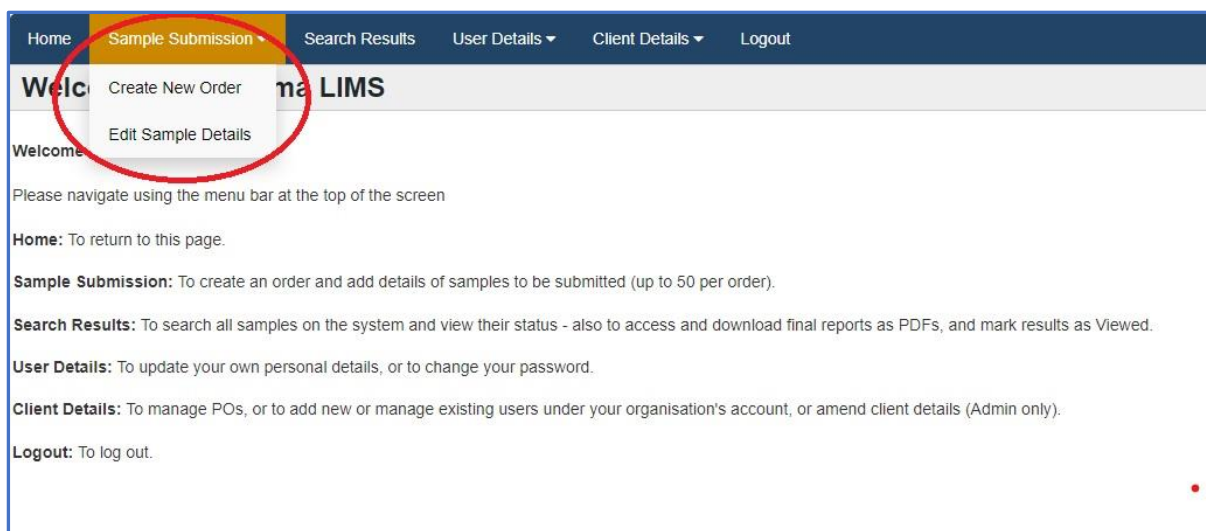 Home Sample Submission Search Results User Details Client Details Logout
Create New Order
Edit Sample Details
LIMS
Welcome
Please navigate using the menu bar at the top of the screen
Home: To return to this page.
Sample Submission: To create an order and add details of samples to be submitted (up to 50 per order).
Search Results: To search all samples on the system and view their status - also to access and download final reports as PDFs, and mark results as Viewed.
User Details: To update your own personal details, or to change your password.
Client Details: To manage POs, or to add new or manage existing users under your organisation's account, or amend client details (Admin only).
Logout: To log out.